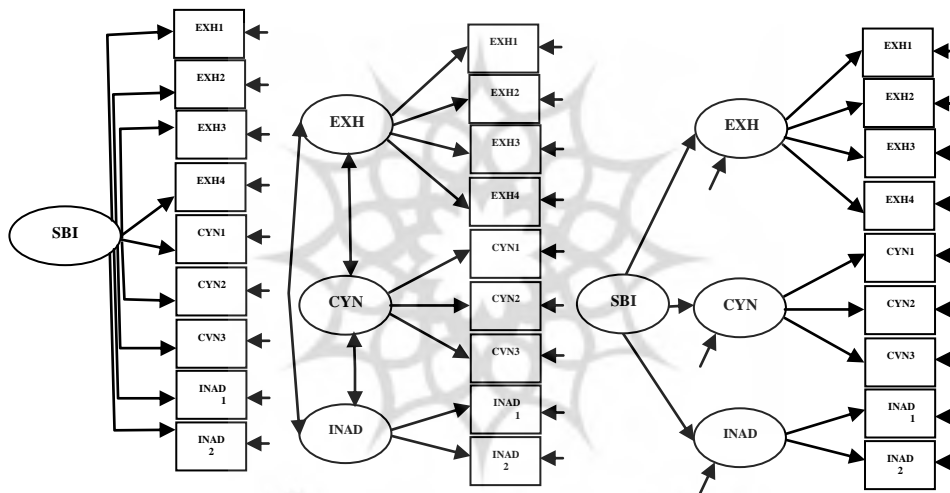 EXH1
EXH2
EXH3
EXH4
SBI
CYN1
CYN2
CVN3
INAD
1
INAD
2
EXH1
EXH2
EXH
EXH3
EXH4
CYN1
CYN
CYN2
CVN3
INAD
1
INAD
INAD
2
EXH1
EXH2
EXH
EXH3
EXH4
CYN1
SBI
CYN
CYN2
CVN3
INAD
1
INAD
INAD
2